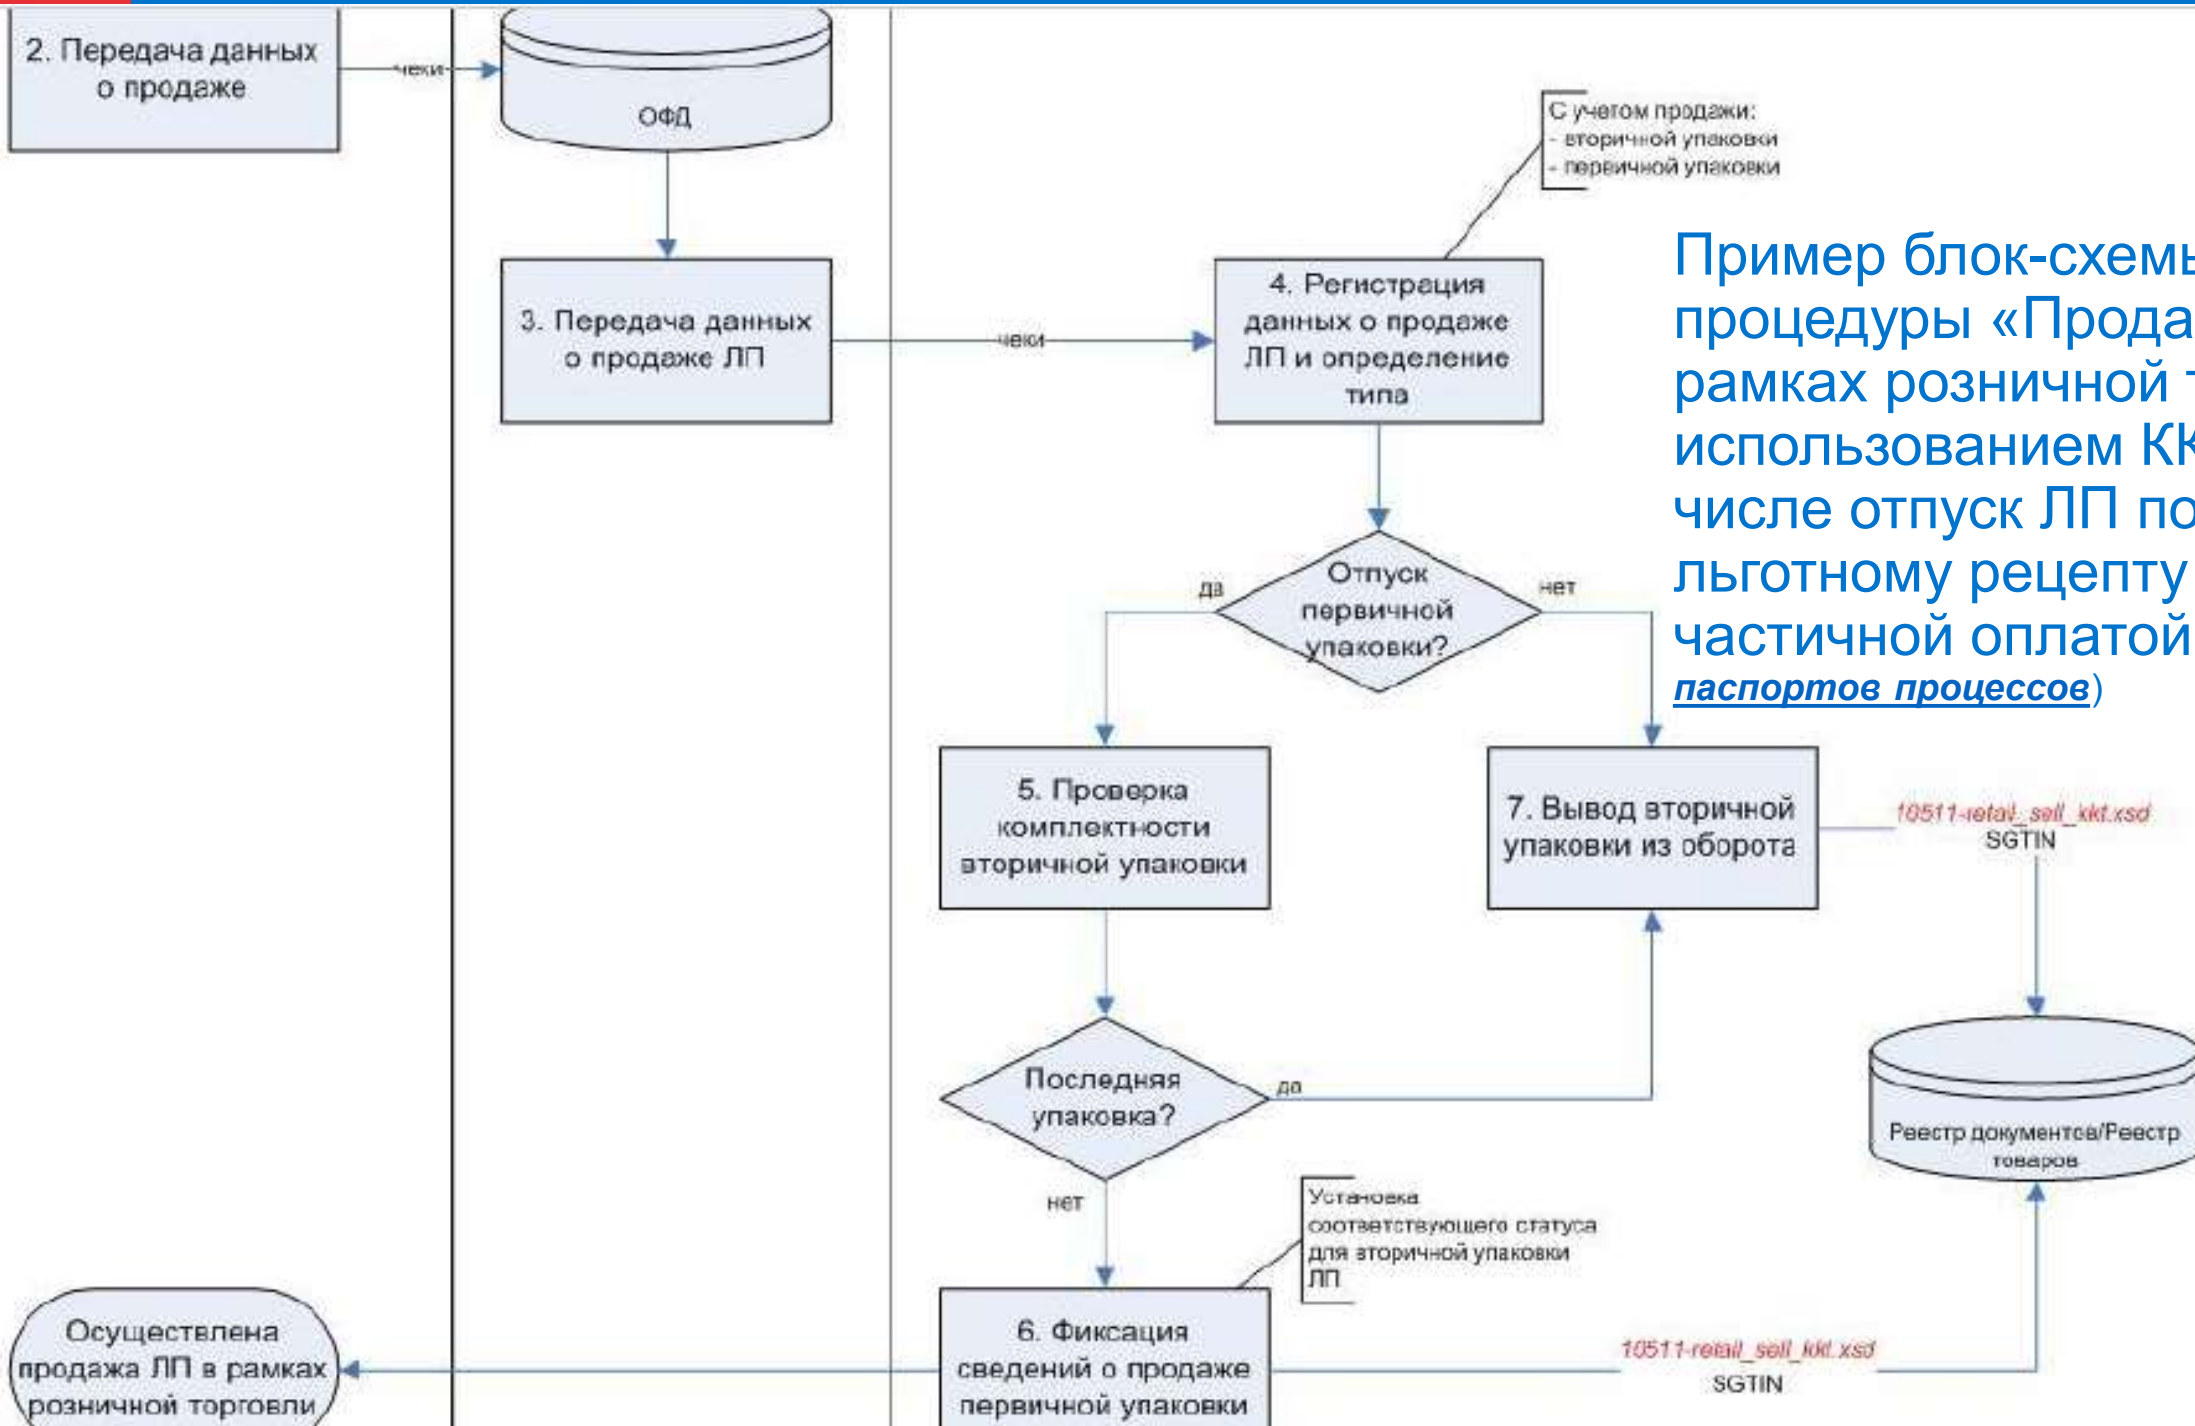 2. Передача данных
о продаже
чеки
ОФД
С учетом продажи:
- вторичной упаковки
- первичной упаковки
3. Передача данных
о продаже ЛП
чеки
4. Регистрация
данных о продаже
ЛП и определение
типа
Пример блок-схемы
процедуры «Прода
рамках розничной т
использованием КК
числе отпуск ЛП по
льготному рецепту
частичной оплатой
паспортов процессов)
да
Отпуск
первичной
упаковки?
нет
5. Проверка
комплектности
вторичной упаковки
7. Вывод вторичной
упаковки из оборота
10511-retail_sell_kkt.xsd
SGTIN
Последняя
упаковка?
да
нет
Реестр документов/Реестр
товаров
Установка
соответствующего статуса
для вторичной упаковки
ЛП
Осуществлена
продажа ЛП в рамках
розничной торговли
6. Фиксация
сведений о продаже
первичной упаковки
10511-retail_sell_kkt.xsd
SGTIN